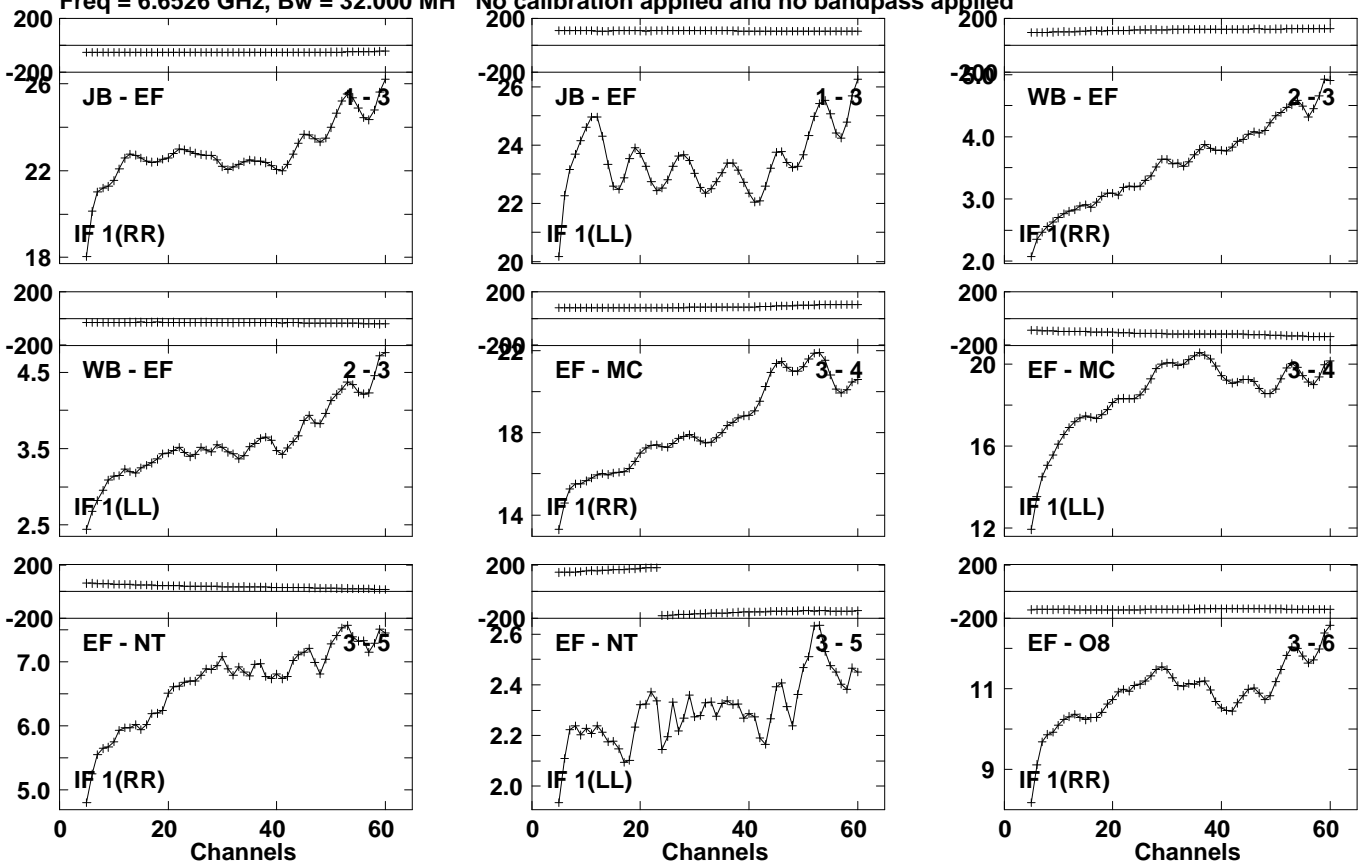 Freq = 6.6526 GHz, Bw = 32.000 MH No calibration applied and no bandpass applied
200 200 200
-200 -200 -200
26 26 5.0
JB - EF 1 - 3 JB - EF 1 - 3 WB - EF 2 - 3
24 4.0
22 22 3.0
IF 1(RR) IF 1(LL) IF 1(RR)
18 20 2.0
200 200 200
-200 -200 -200
22 20
WB - EF 2 - 3 EF - MC 3 - 4 EF - MC 3 - 4
4.5
3.5 18 16
IF 1(LL) IF 1(RR) IF 1(LL)
2.5 14 12
200 200 200
-200 -200 -200
2.6
EF - NT 3 - 5 EF - NT 3 - 5 EF - O8 3 - 6
7.0 2.4 11
6.0 2.2
IF 1(RR) IF 1(LL) IF 1(RR)
5.0 2.0 9
0 20 40 60 0 20 40 60 0 20 40 60
Channels Channels Channels